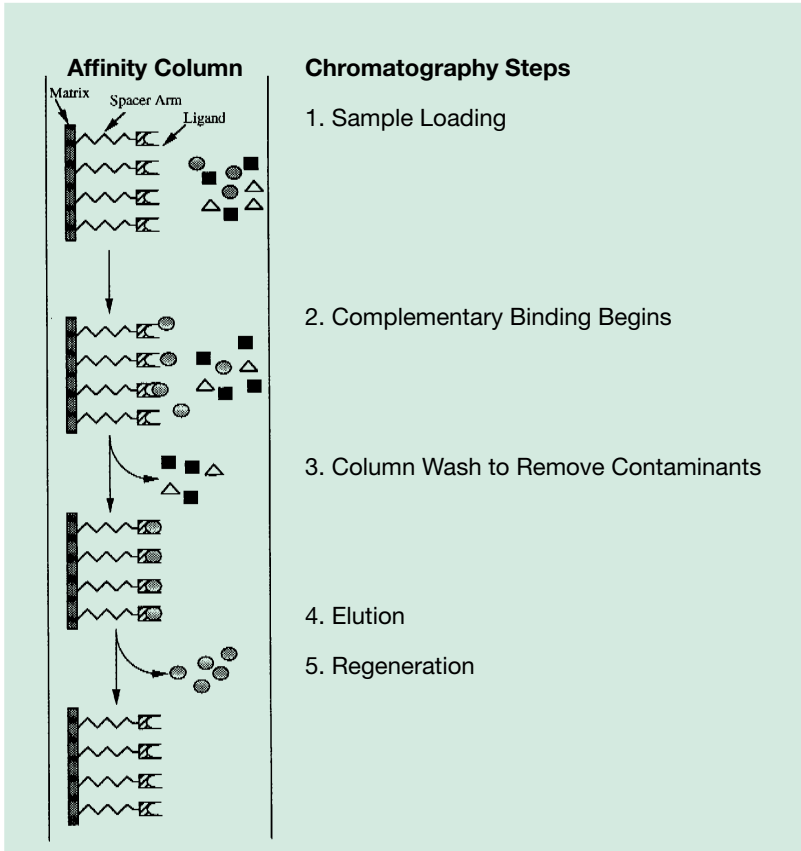 Affinity Column
Chromatography Steps
Matrix
Spacer Arm
Ligand
1. Sample Loading
2. Complementary Binding Begins
3. Column Wash to Remove Contaminants
4. Elution
5. Regeneration